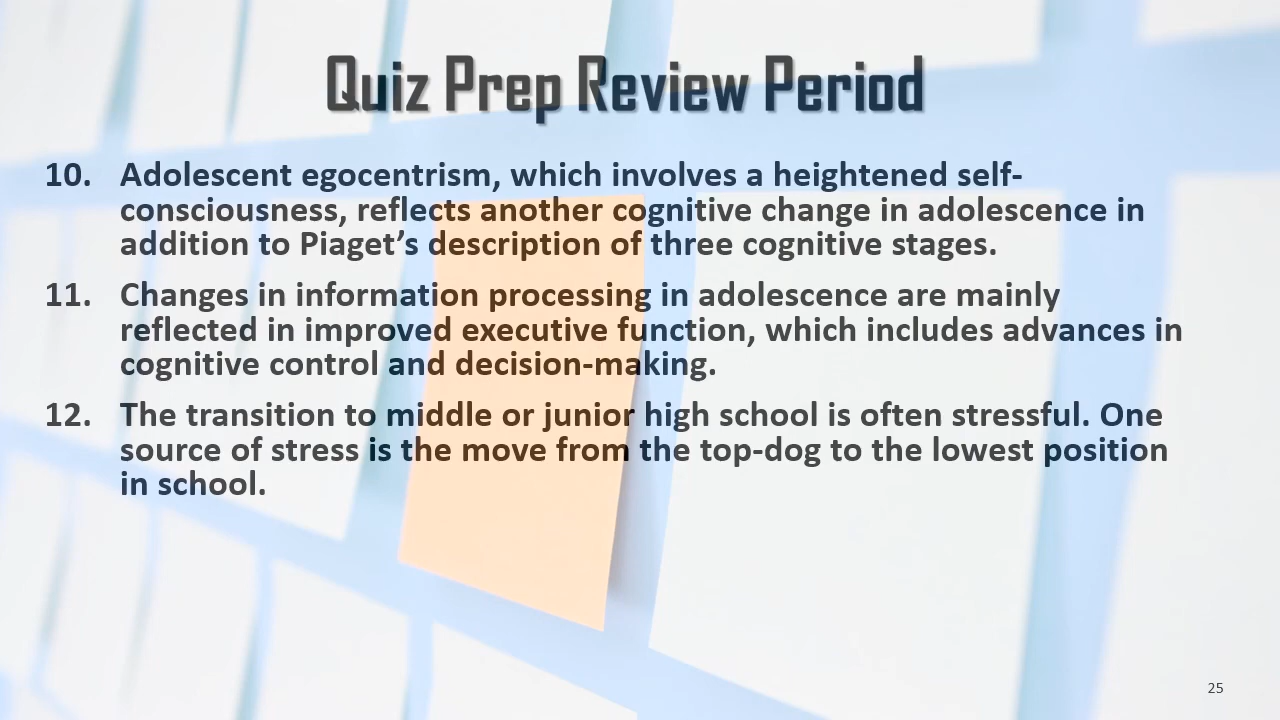 Quiz Prep Review Period
10. Adolescent egocentrism, which involves a heightened self-
consciousness, reflects another cognitive change in adolescence in
addition to Piaget’s description of three cognitive stages.
11. Changes in information processing in adolescence are mainly
reflected in improved executive function, which includes advances in
cognitive control and decision-making.
12. The transition to middle or junior high school is often stressful. One
source of stress is the move from the top-dog to the lowest position
in school.
25